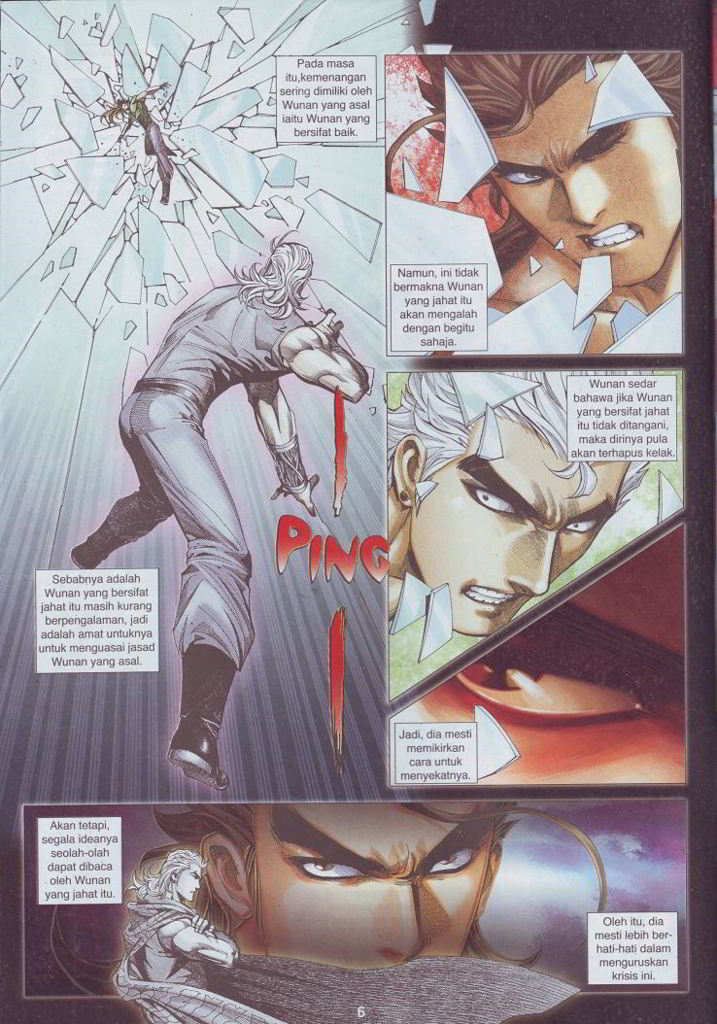 Pada masa
itu,kemenangan
sering dimiliki oleh
Wunan yang asal
iaitu Wunan yang
bersifat baik.
Namun, ini tidak
bermakna Wunan
yang jahat itu
akan mengalah
dengan begitu
sahaja.
Wunan sedar
bahawa jika Wunan
yang bersifat jahat
itu ditangani,
maka dirinya pula
akan terhapus kelak.
PING
Sebabnya adalah
Wunan yang bersifat
jahat itu masih kurang
berpengalaman, jadi
adalah amat untuknya
untuk menguasai jasad
Wunan yang asal.
Jadi, dia mesti
memikirkan
cara untuk
menyekatnya.
Akan tetapi,
segala ideanya
seolah-olah
dapat dibaca
oleh Wunan
yang jahat itu.
Oleh itu, dia
mesti lebih ber-
hati-hati dalam
menguruskan
krisis ini.
6